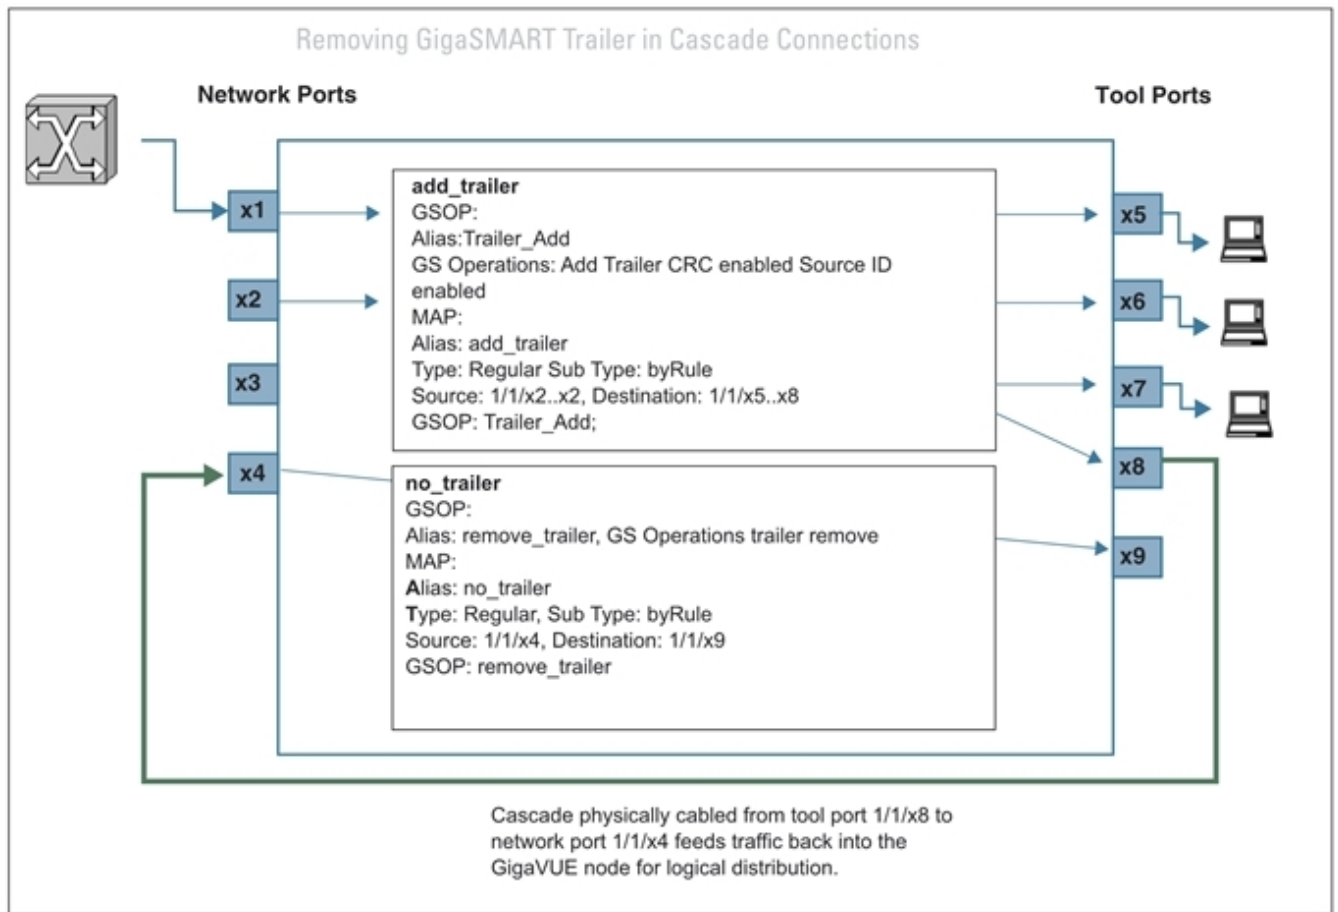 Removing GigaSMART Trailer in Cascade Connections
Network Ports
Tool Ports
x1
x2
x3
x4
add_trailer
GSOP:
Alias:Trailer_Add
GS Operations: Add Trailer CRC enabled Source ID
enabled
MAP:
Alias: add_trailer
Type: Regular Sub Type: byRule
Source: 1/1/x2..x2, Destination: 1/1/x5..x8
GSOP: Trailer_Add;
no_trailer
GSOP:
Alias: remove_trailer, GS Operations trailer remove
MAP:
Alias: no_trailer
Type: Regular, Sub Type: byRule
Source: 1/1/x4, Destination: 1/1/x9
GSOP: remove_trailer
x5
x6
x7
x8
x9
Cascade physically cabled from tool port 1/1/x8 to
network port 1/1/x4 feeds traffic back into the
GigaVUE node for logical distribution.